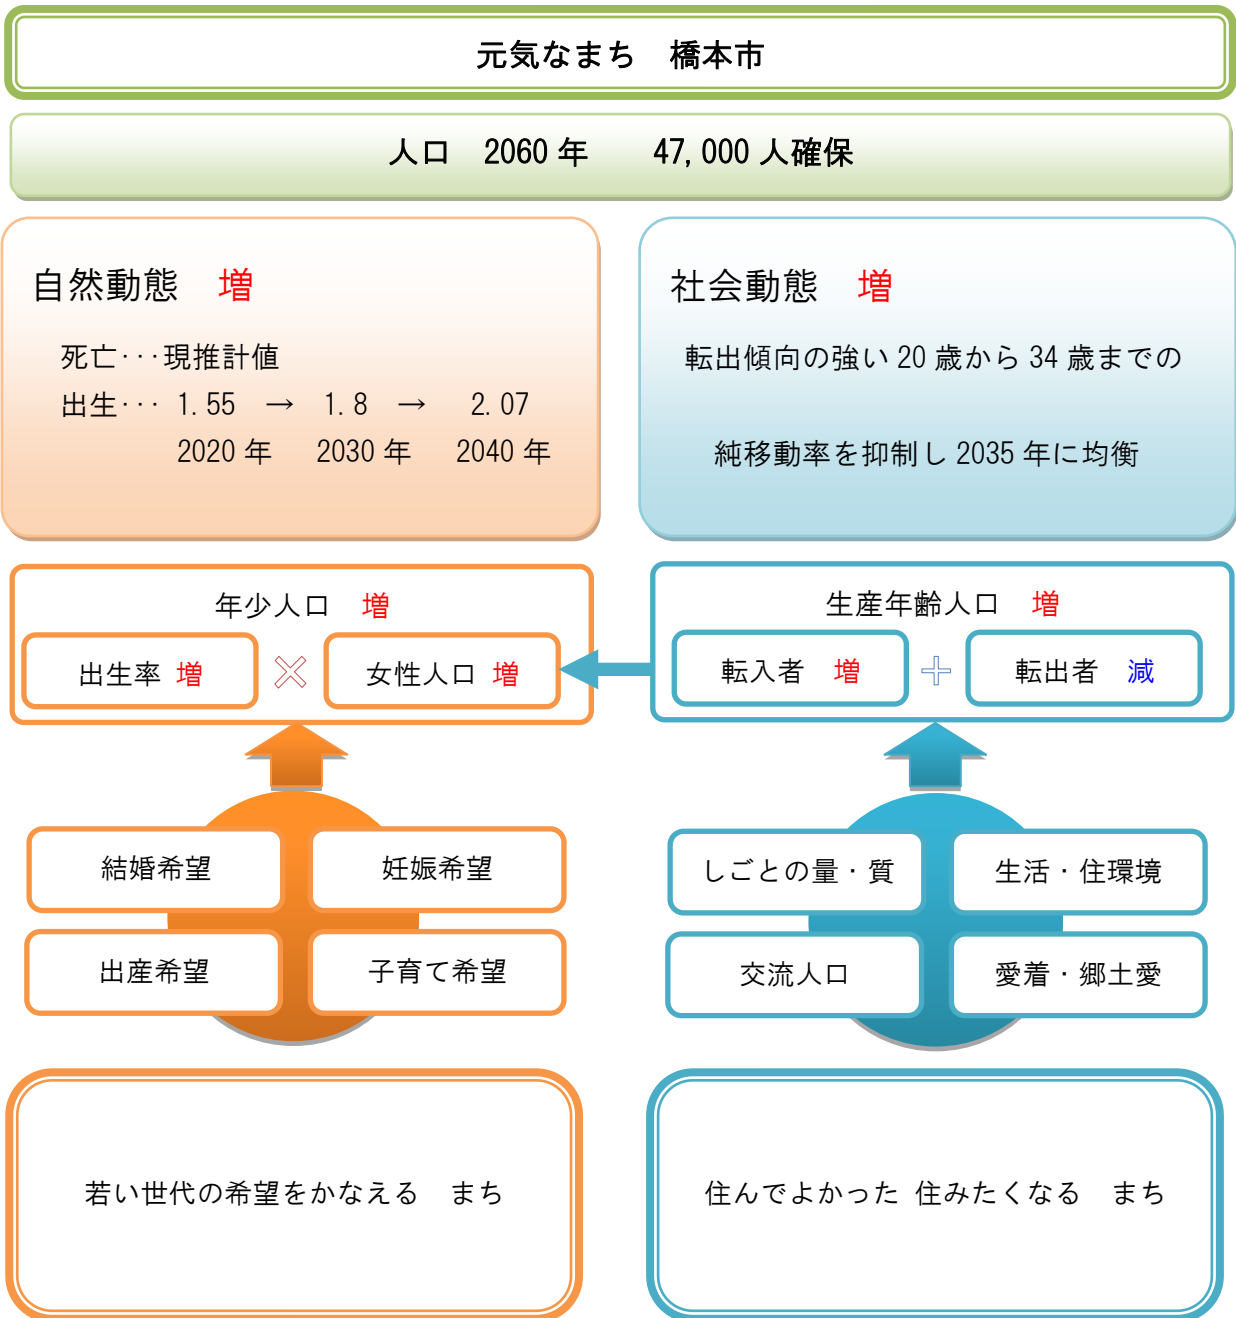 元気なまち　橋本市
人口　2060 年　　47,000 人確保
自然動態　増
死亡･･･現推計値
出生･･･ 1.55　→　1.8　→　2.07
2020 年　2030 年　2040 年
社会動態　増
転出傾向の強い 20 歳から 34 歳までの
純移動率を抑制し 2035 年に均衡
年少人口　増
出生率 増
×
女性人口 増
生産年齢人口　増
転入者　増
＋
転出者　減
結婚希望
妊娠希望
出産希望
子育て希望
しごとの量・質
生活・住環境
交流人口
愛着・郷土愛
若い世代の希望をかなえる　まち
住んでよかった 住みたくなる　まち